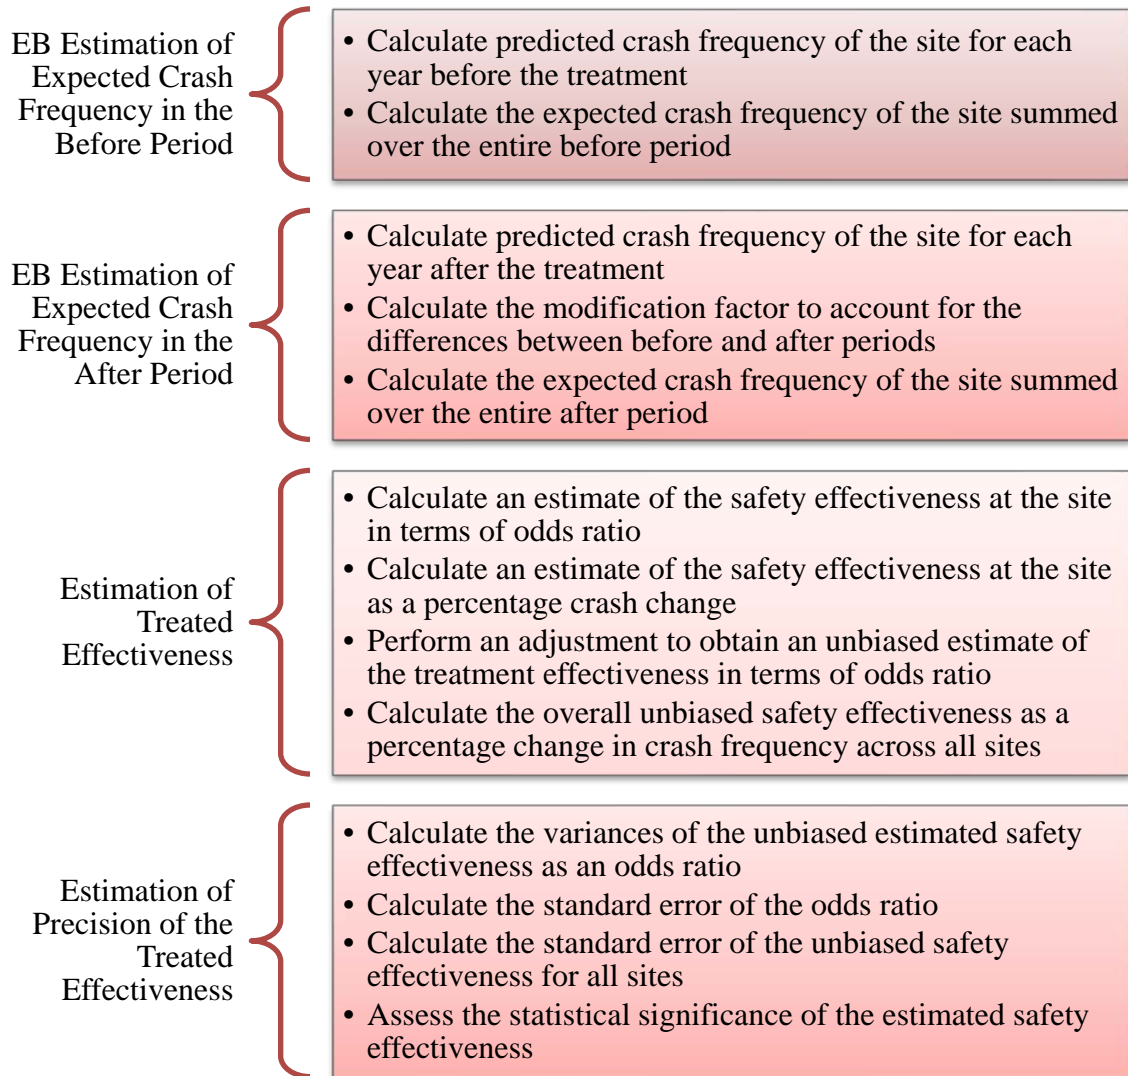 EB Estimation of
Expected Crash
Frequency in the
Before Period
• Calculate predicted crash frequency of the site for each
year before the treatment
• Calculate the expected crash frequency of the site summed
over the entire before period
EB Estimation of
Expected Crash
Frequency in the
After Period
• Calculate predicted crash frequency of the site for each
year after the treatment
• Calculate the modification factor to account for the
differences between before and after periods
• Calculate the expected crash frequency of the site summed
over the entire after period
Estimation of
Treated
Effectiveness
• Calculate an estimate of the safety effectiveness at the site
in terms of odds ratio
• Calculate an estimate of the safety effectiveness at the site
as a percentage crash change
• Perform an adjustment to obtain an unbiased estimate of
the treatment effectiveness in terms of odds ratio
• Calculate the overall unbiased safety effectiveness as a
percentage change in crash frequency across all sites
Estimation of
Precision of the
Treated
Effectiveness
• Calculate the variances of the unbiased estimated safety
effectiveness as an odds ratio
• Calculate the standard error of the odds ratio
• Calculate the standard error of the unbiased safety
effectiveness for all sites
• Assess the statistical significance of the estimated safety
effectiveness